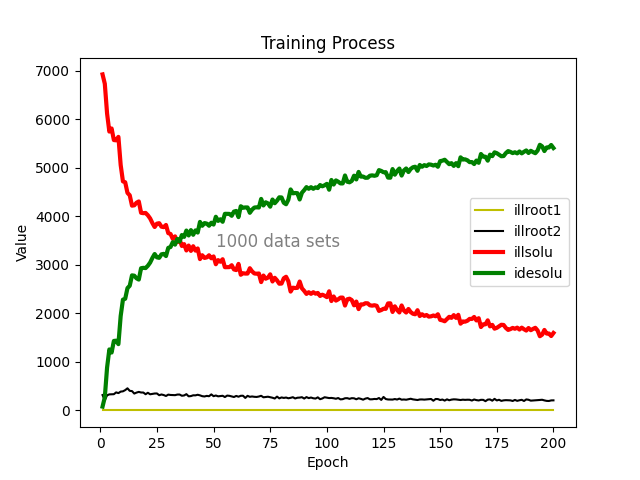 Training Process
Value
7000
6000
5000
4000
3000
2000
1000
0
1000 data sets
illroot1
illroot2
illsolu
idesolu
0
25
50
75
100
125
150
175
200
Epoch